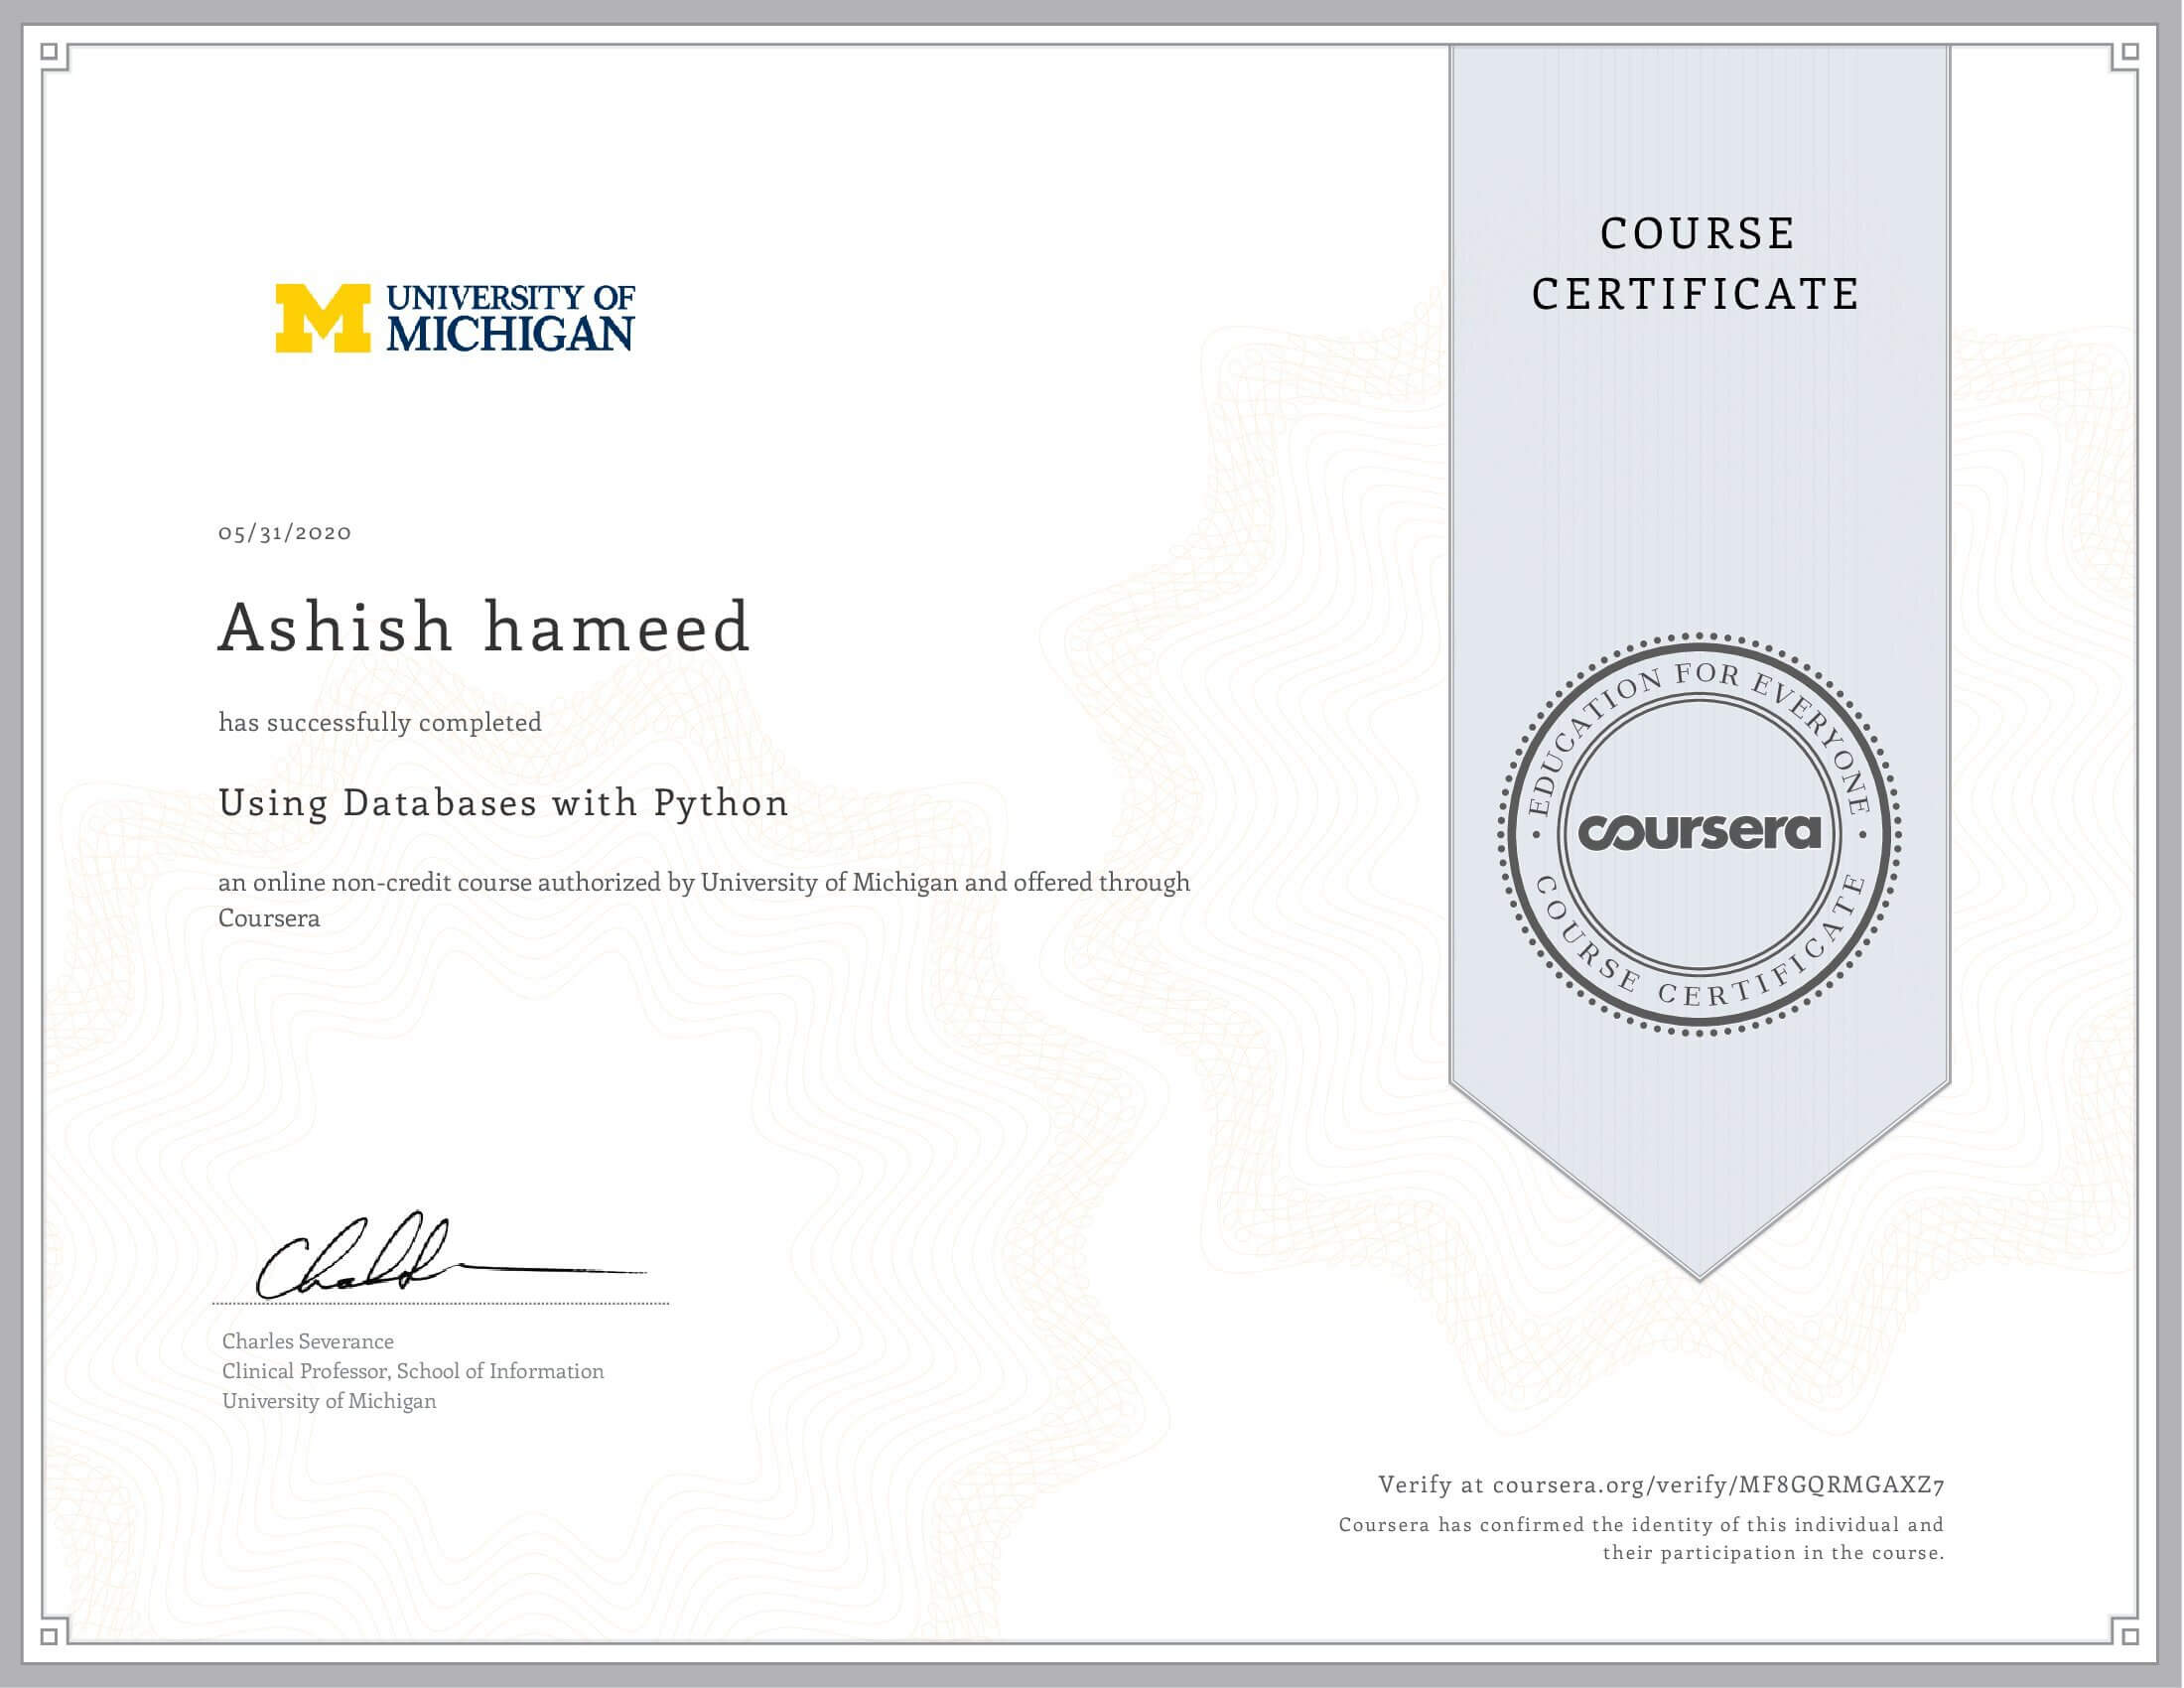 UNIVERSITY OF
MICHIGAN
COURSE
CERTIFICATE
05/31/2020
Ashish hameed
has successfully completed
Using Databases with Python
an online non-credit course authorized by University of Michigan and offered through
Coursera
EDUCATION FOR EVERYONE
coursera
COURSE CERTIFICATE
Charles Severance
Clinical Professor, School of Information
University of Michigan
Verify at coursera.org/verify/MF8GQRMGAXZ7
Coursera has confirmed the identity of this individual and
their participation in the course.